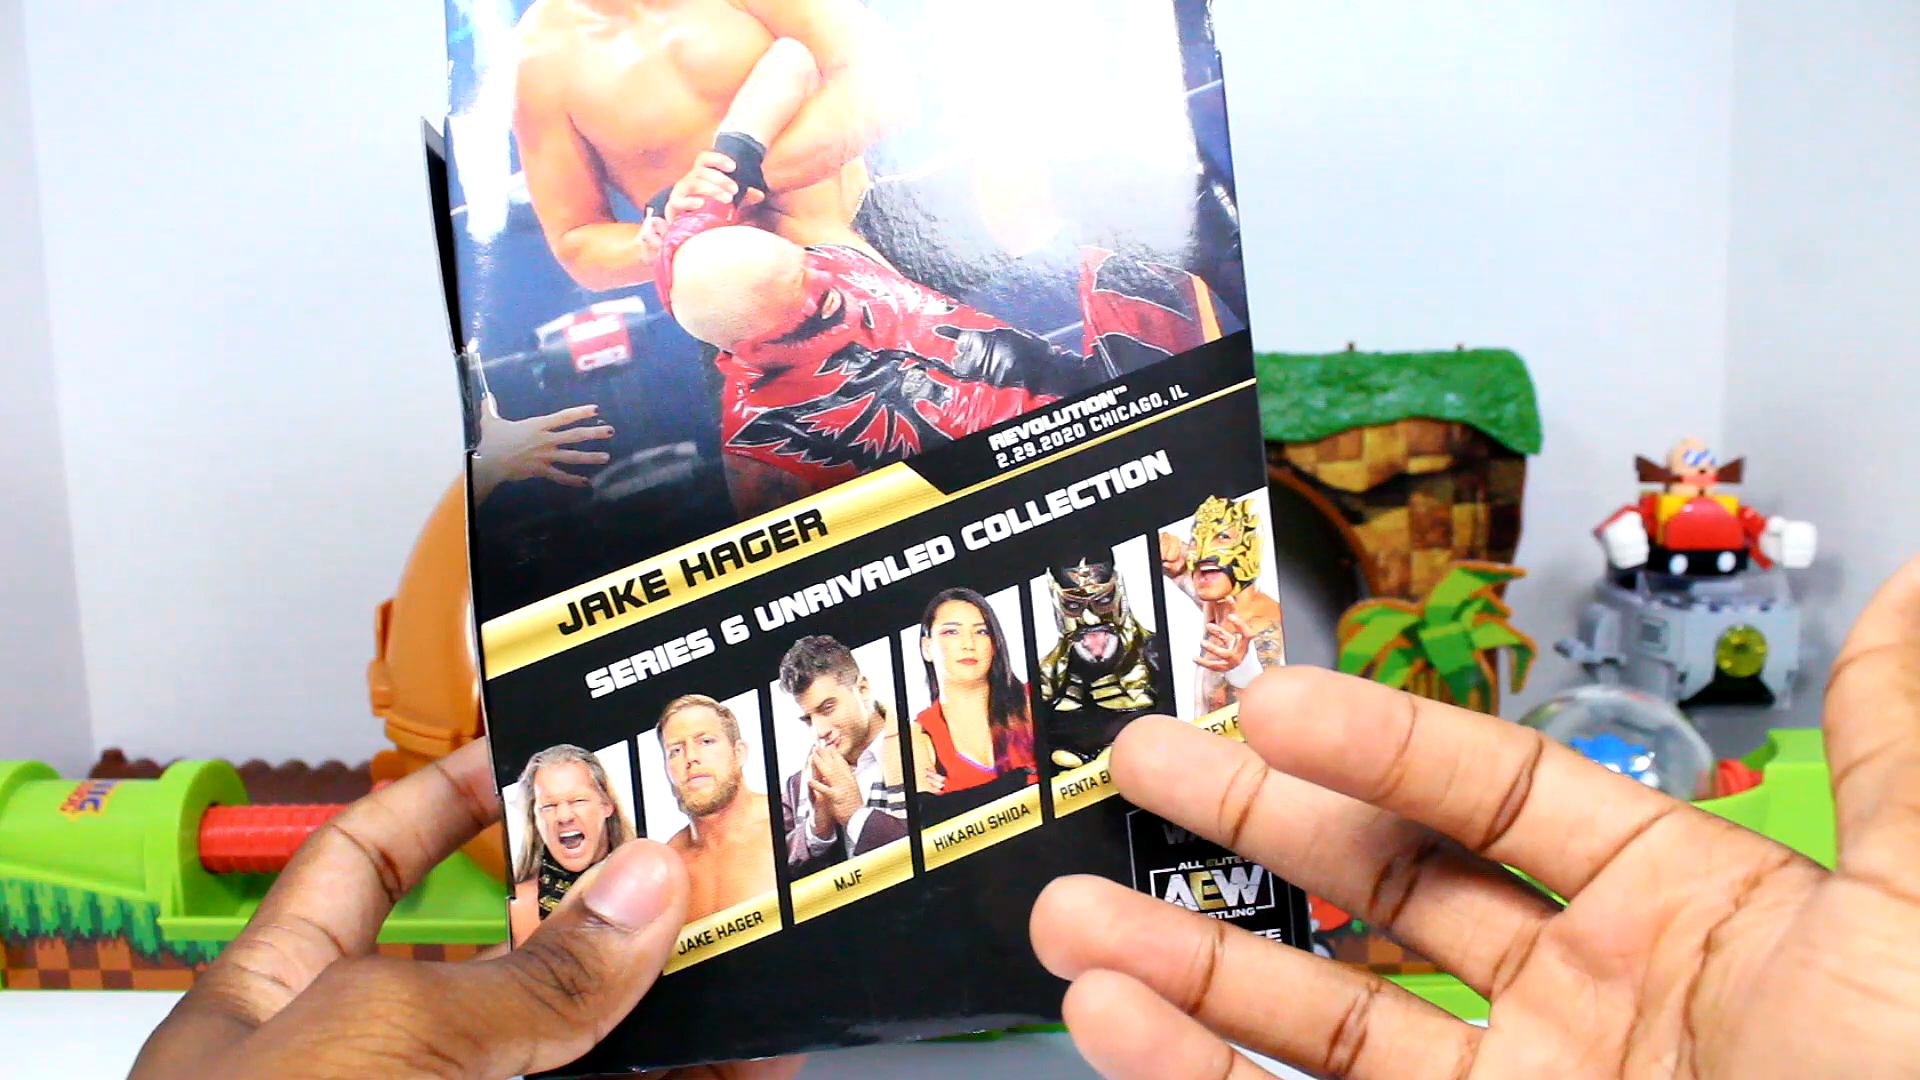 REVOLUTION™
2.29.2020 CHICAGO, IL
JAKE HAGER
SERIES 6 UNRIVALED COLLECTION
JAKE HAGER
MJF
HIKARU SHIDA
PENTA
ALL ELITE
AEW